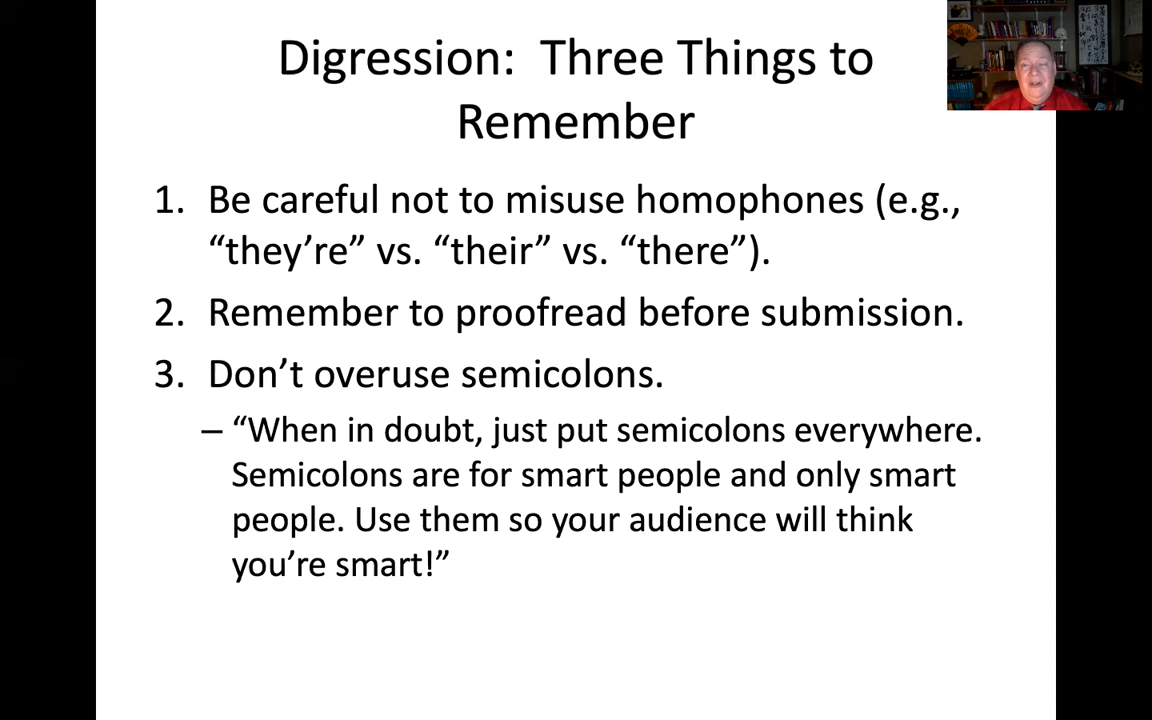 Digression: Three Things to
Remember
1. Be careful not to misuse homophones (e.g.,
“they’re” vs. “their” vs. “there”).
2. Remember to proofread before submission.
3. Don’t overuse semicolons.
– “When in doubt, just put semicolons everywhere.
Semicolons are for smart people and only smart
people. Use them so your audience will think
you’re smart!”